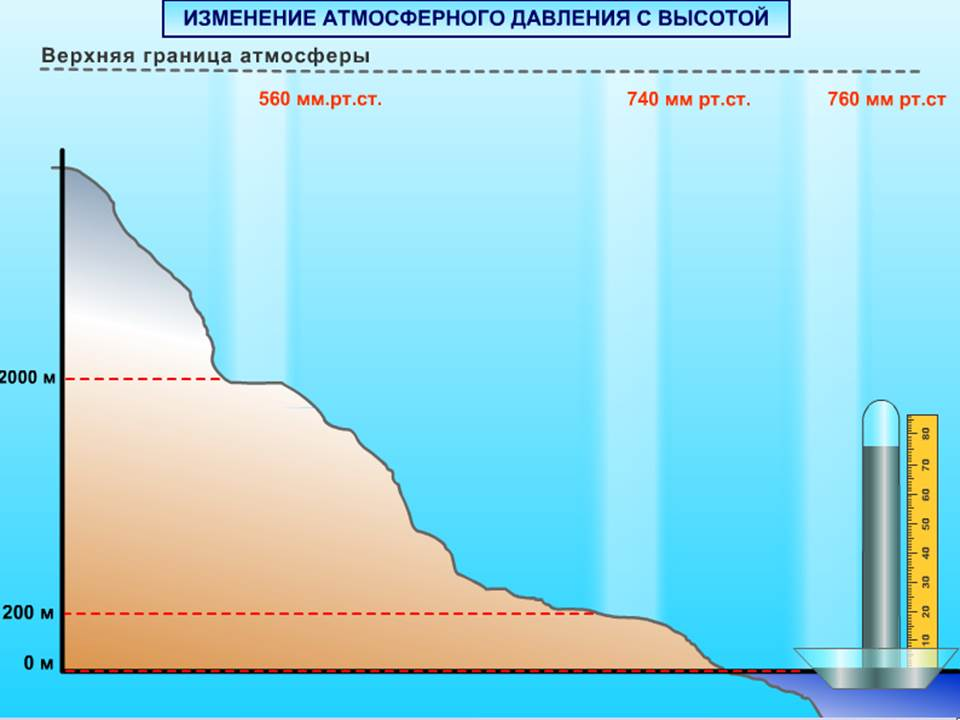 ИЗМЕНЕНИЕ АТМОСФЕРНОГО ДАВЛЕНИЯ С ВЫСОТОЙ
Верхняя граница атмосферы
560 мм.рт.ст.
740 мм рт.ст.
760 мм рт.ст
2000 м
200 м
0 м
80
70
60
50
40
30
20
10